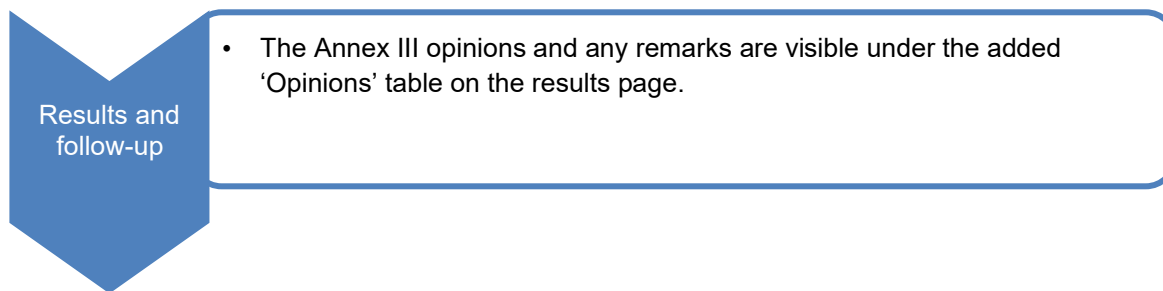 Results and
follow-up
• The Annex III opinions and any remarks are visible under the added
‘Opinions’ table on the results page.